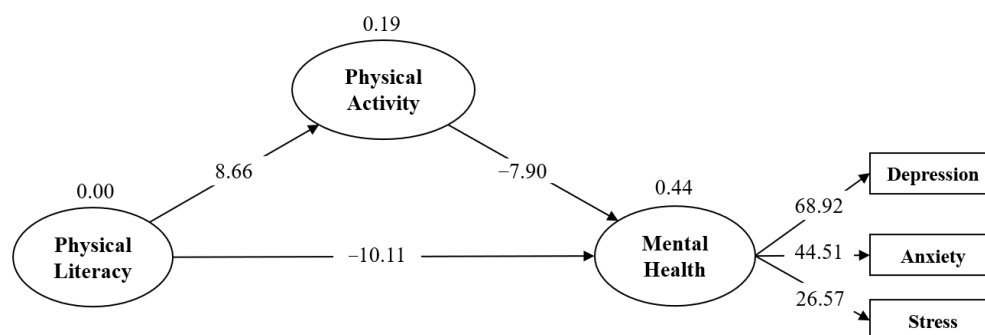 0.19
Physical
Activity
8.66
−7.90
0.00
0.44
Physical
Literacy
−10.11
Mental
Health
68.92
44.51
26.57
Depression
Anxiety
Stress